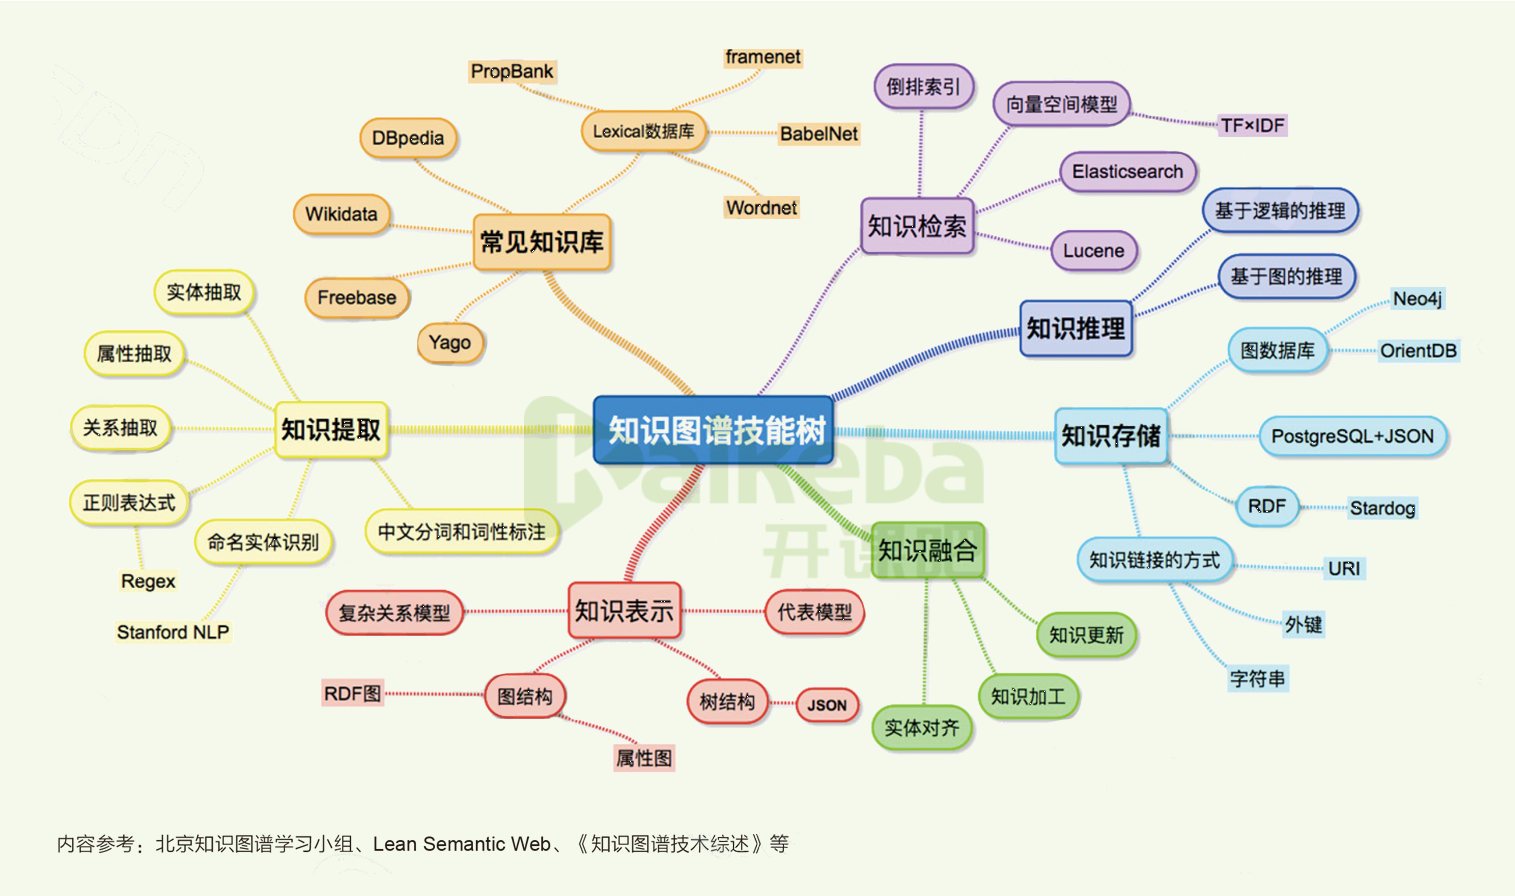 framenet
PropBank
Lexical数据库
BabelNet
Wordnet
DBpedia
Wikidata
常见知识库
Freebase
Yago
倒排索引
向量空间模型
TF×IDF
Elasticsearch
知识检索
Lucene
基于逻辑的推理
基于图的推理
知识推理
Neo4j
图数据库
OrientDB
知识存储
PostgreSQL+JSON
RDF
Stardog
知识链接的方式
URI
外键
字符串
实体抽取
属性抽取
关系抽取
知识提取
正则表达式
命名实体识别
中文分词和词性标注
Regex
Stanford NLP
知识图谱技能树
Kaikeba
开课吧
知识融合
知识更新
知识加工
实体对齐
复杂关系模型
知识表示
代表模型
RDF图
图结构
树结构
JSON
属性图
内容参考：北京知识图谱学习小组、Lean Semantic Web、《知识图谱技术综述》等